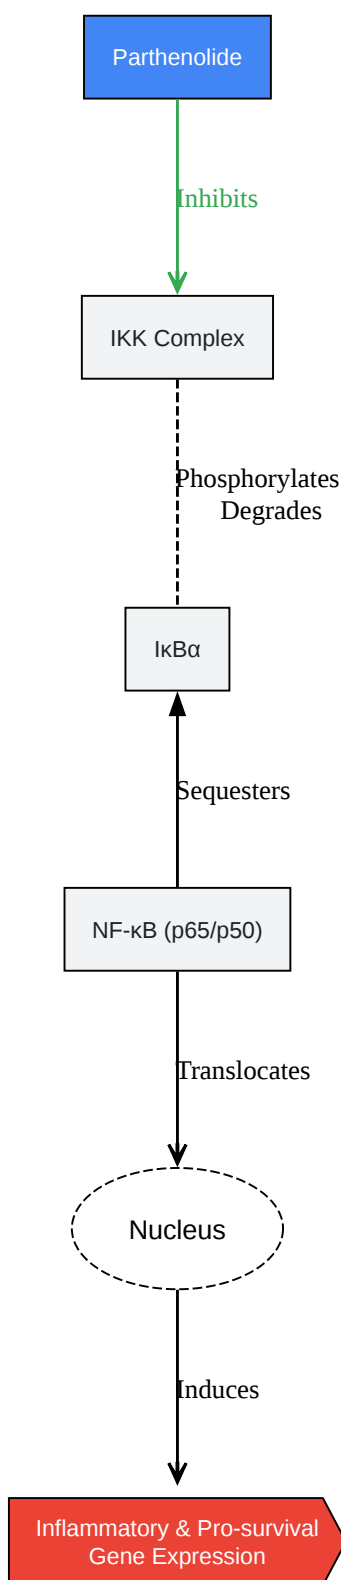 Parthenolide
Inhibits
IKK Complex
Phosphorylates
Degrades
IκBα
Sequesters
NF-κB (p65/p50)
Translocates
Nucleus
Induces
Inflammatory & Pro-survival
Gene Expression